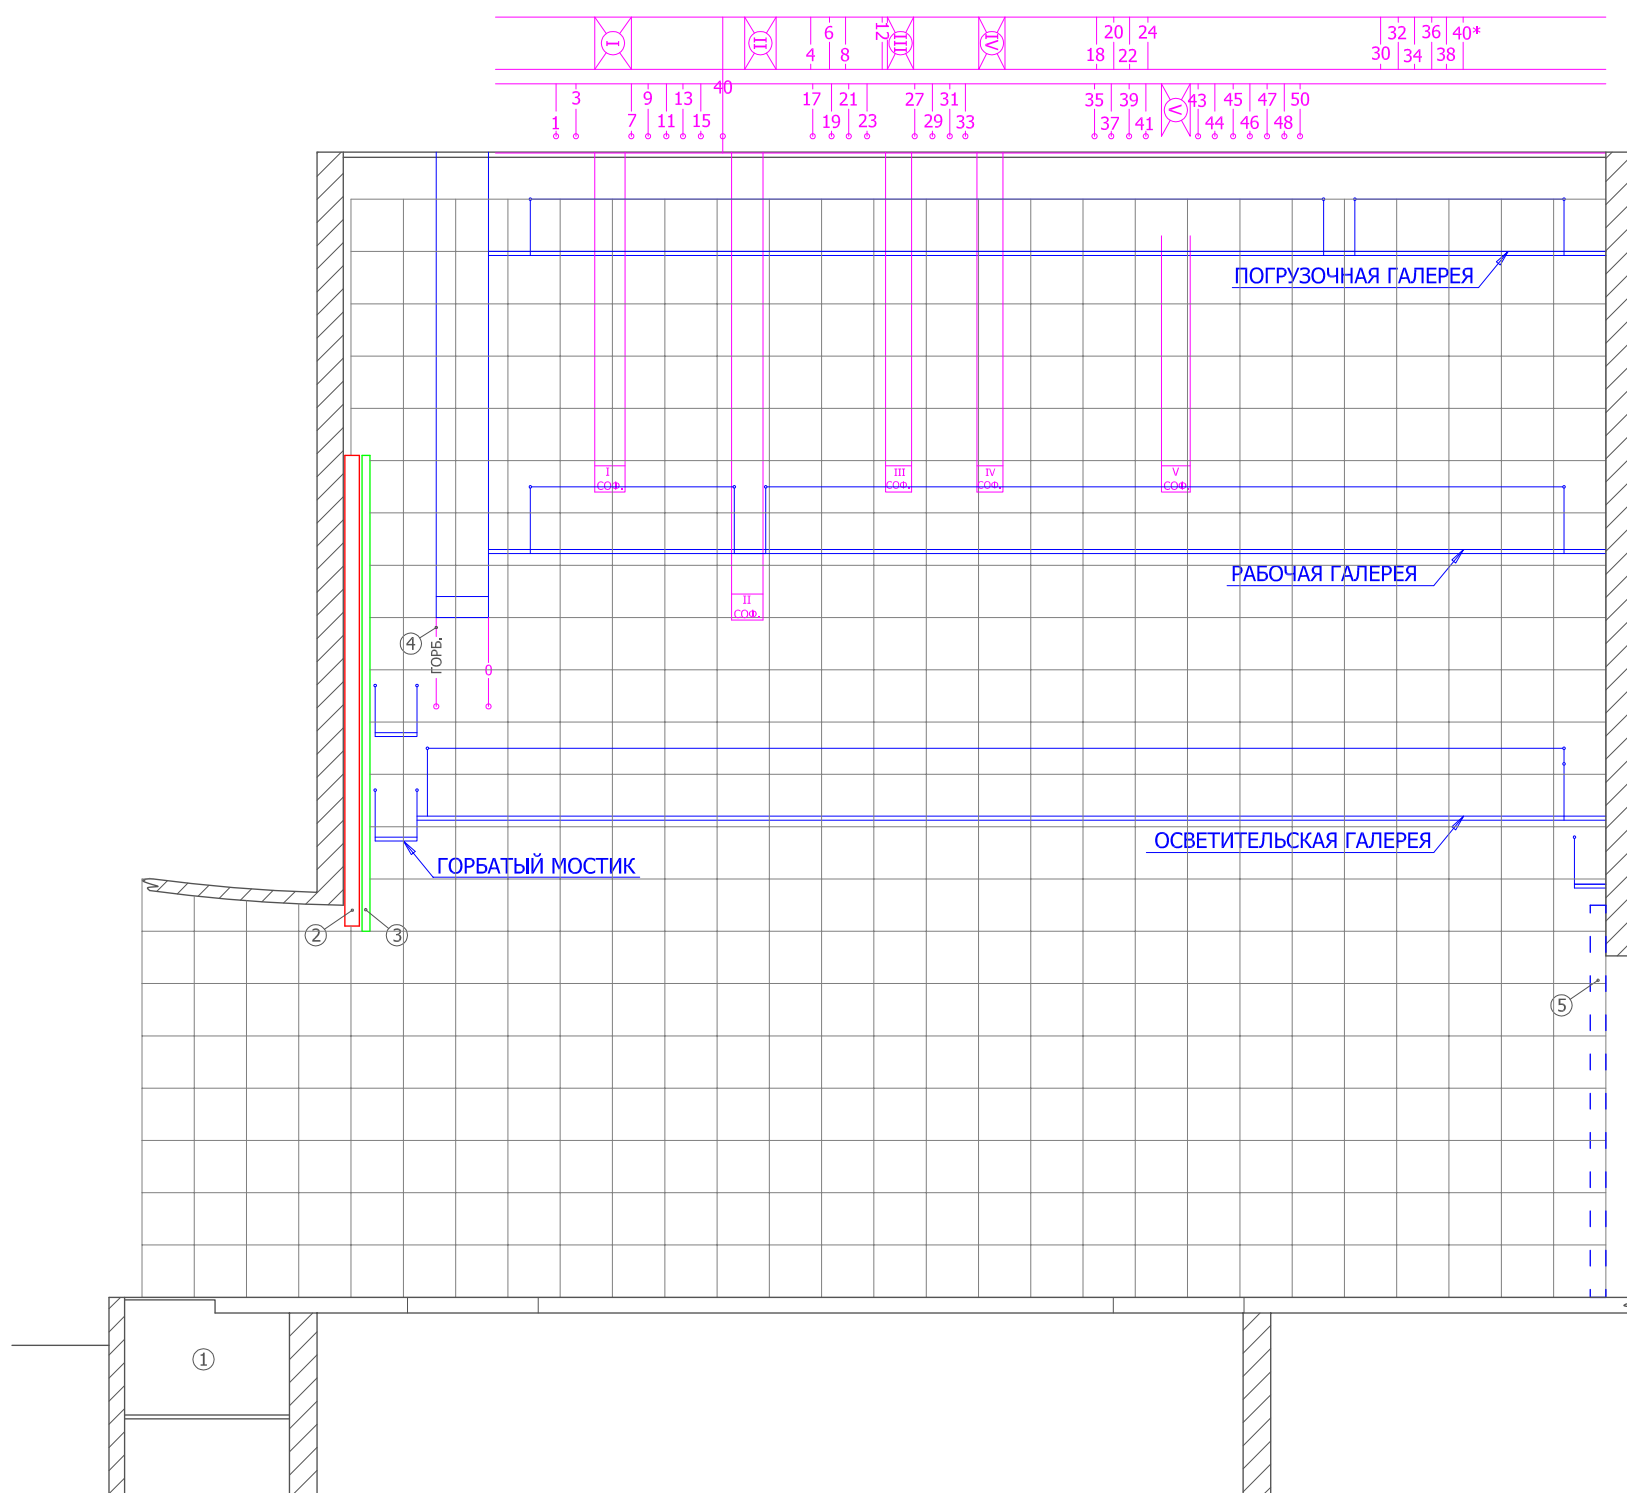 I II 4 6 8 12 III IV 18 20 22 24 30 32 34 36 38 40*
1 3 7 9 11 13 15 40 17 19 21 23 27 29 31 33 35 37 39 41 V 43 44 45 46 47 48 50
ПОГРУЗОЧНАЯ ГАЛЕРЕЯ
I
СОФ.
III
СОФ.
IV
СОФ.
V
СОФ.
РАБОЧАЯ ГАЛЕРЕЯ
II
СОФ.
4
ГОРБ.
0
ОСВЕТИТЕЛЬСКАЯ ГАЛЕРЕЯ
ГОРБАТЫЙ МОСТИК
2
3
5
1